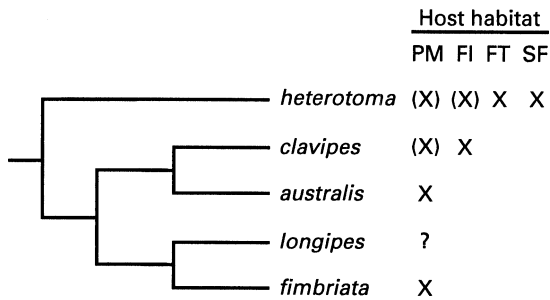 Host habitat
PM FI FT SF
heterotoma (X) (X) X X
clavipes (X) X
australis X
longipes ?
fimbriata X